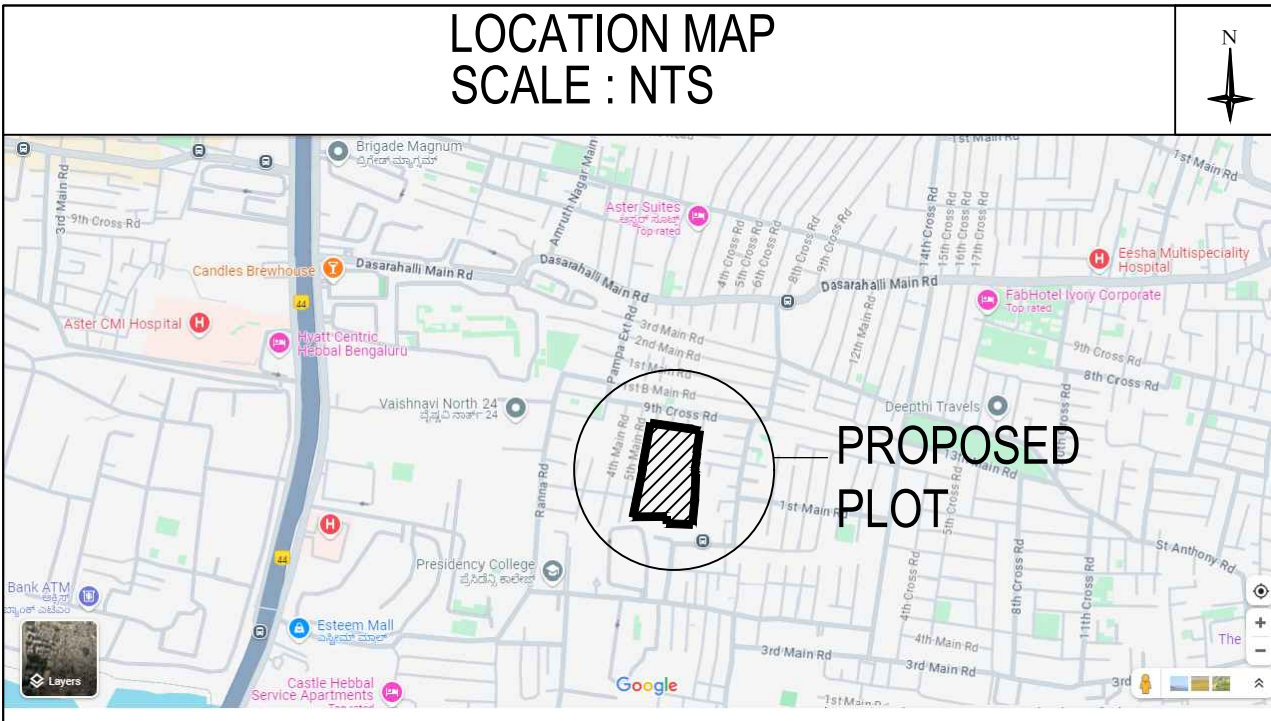 LOCATION MAP
SCALE : NTS
N
Brigade Magnum
ಬ್ರಿಗೇಡ್ ಮ್ಯಾಗ್ನಮ್
1st Main Rd
1st Main Rd
3rd Main Rd
9th Cross Rd
Amruth Nagar Main
Aster Suites
ಆಸ್ಟರ್ ಸೂಟ್ಸ್
Top rated
4th Cross Rd
5th Cross Rd
6th Cross Rd
8th Cross Rd
9th Cross Rd
14th Cross Rd
15th Cross Rd
16th Cross Rd
17th Cross Rd
Eesha Multispeciality
Hospital
Candles Brewhouse
Dasarahalli Main Rd
Dasarahalli Main Rd
Dasarahalli Main Rd
FabHotel Ivory Corporate
Top rated
44
Aster CMI Hospital
Hyatt Centric
Hebbal Bengaluru
Pampa Ext Rd
3rd Main Rd
2nd Main Rd
1st Main Rd
1st B Main Rd
9th Cross Rd
12th Main Rd
9th Cross Rd
8th Cross Rd
Vaishnavi North 24
ವೈಷ್ಣವಿ ನಾರ್ತ್ 24
Deepthi Travels
4th Main Rd
5th Main Rd
PROPOSED
PLOT
13th Main Rd
5th Cross Rd
Ranna Rd
1st Main Rd
44
St Anthony Rd
Presidency College
ಪ್ರೆಸಿಡೆನ್ಸಿ ಕಾಲೇಜ್
4th Cross Rd
8th Cross Rd
11th Cross Rd
Bank ATM
Esteem Mall
ಎಸ್ಟೀಮ್ ಮಾಲ್
4th Main Rd
3rd Main Rd
3rd Main Rd
The
Layers
Castle Hebbal
Service Apartments
Top rated
Google
3rd
1st Main